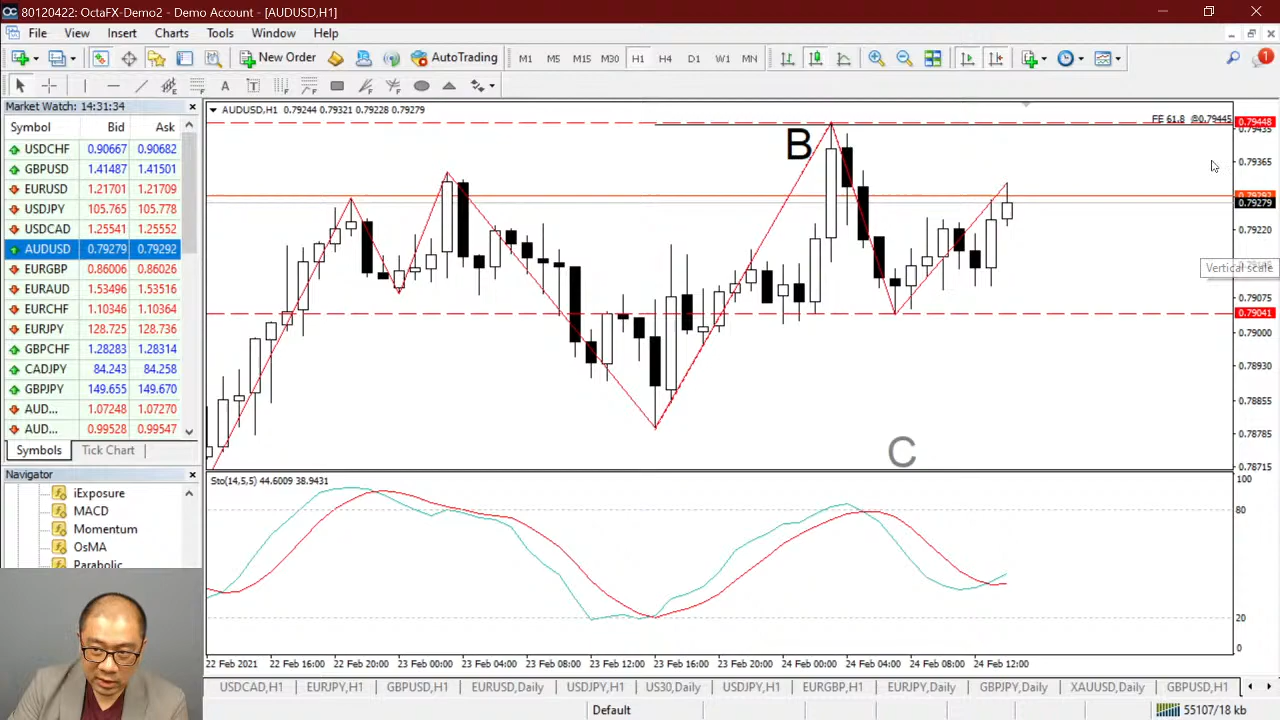 80120422: OctaFX-Demo2 - Demo Account - [AUDUSD,H1]
File View Insert Charts Tools Window Help
New Order AutoTrading M1 M5 M15 M30 H1 H4 D1 W1 MN 1
A T
Market Watch: 14:31:34
Symbol Bid Ask
USDCHF 0.90667 0.90682
GBPUSD 1.41487 1.41501
EURUSD 1.21701 1.21709
USDJPY 105.765 105.778
USDCAD 1.25541 1.25552
AUDUSD 0.79279 0.79292
EURGBP 0.86006 0.86026
EURAUD 1.53496 1.53516
EURCHF 1.10346 1.10364
EURJPY 128.725 128.736
GBPCHF 1.28283 1.28314
CADJPY 84.243 84.258
GBPJPY 149.655 149.670
AUD... 1.07248 1.07270
AUD... 0.99528 0.99547
Symbols Tick Chart
Navigator
iExposure
MACD
Momentum
OsMA
Parabolic
AUDUSD,H1 0.79244 0.79321 0.79228 0.79279
FE 61.8 @0.79445
B
C
0.79448
0.79435
0.79365
0.79292
0.79279
0.79220
Vertical scale
0.79075
0.79041
0.79000
0.78930
0.78855
0.78785
0.78715
Sto(14,5,5) 44.6009 38.9431
100
80
20
0
22 Feb 2021 22 Feb 16:00 22 Feb 20:00 23 Feb 00:00 23 Feb 04:00 23 Feb 08:00 23 Feb 12:00 23 Feb 16:00 23 Feb 20:00 24 Feb 00:00 24 Feb 04:00 24 Feb 08:00 24 Feb 12:00
USDCAD,H1 EURJPY,H1 GBPUSD,H1 EURUSD,Daily USDJPY,H1 US30,Daily USDJPY,H1 EURGBP,H1 EURJPY,Daily GBPJPY,Daily XAUUSD,Daily GBPUSD,H1
Default 55107/18 kb